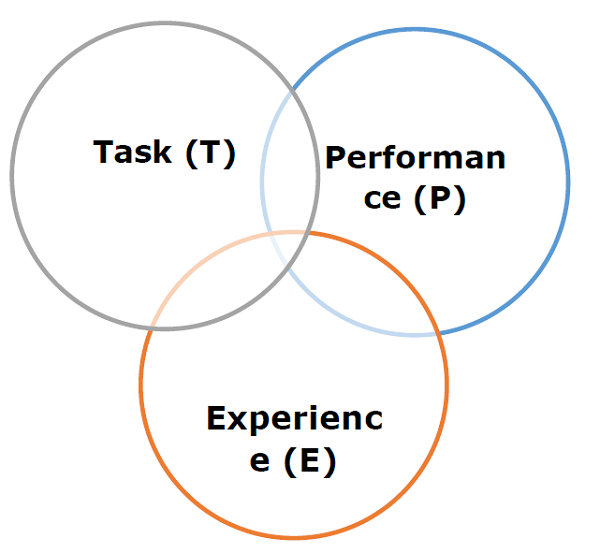 Task (T)
Performan
ce (P)
Experienc
e (E)